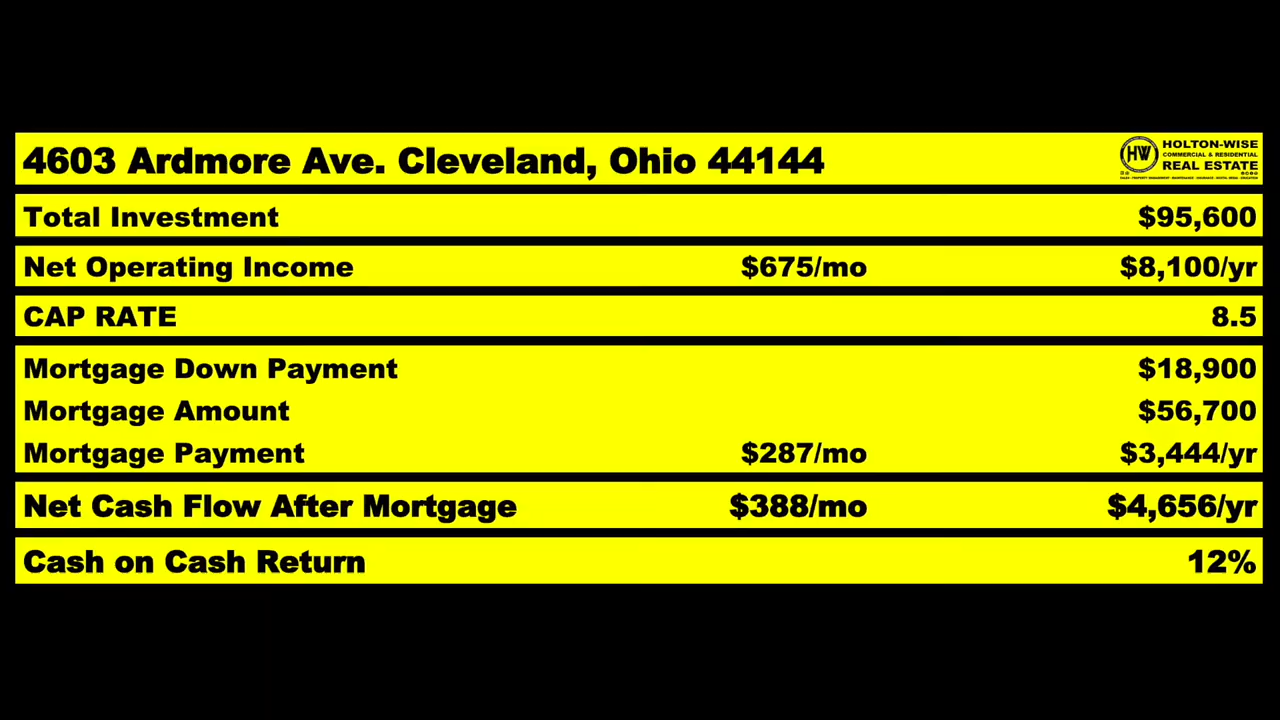 4603 Ardmore Ave. Cleveland, Ohio 44144
HW
HOLTON-WISE
COMMERCIAL & RESIDENTIAL
REAL ESTATE
Total Investment $95,600
Net Operating Income $675/mo $8,100/yr
CAP RATE 8.5
Mortgage Down Payment $18,900
Mortgage Amount $56,700
Mortgage Payment $287/mo $3,444/yr
Net Cash Flow After Mortgage $388/mo $4,656/yr
Cash on Cash Return 12%